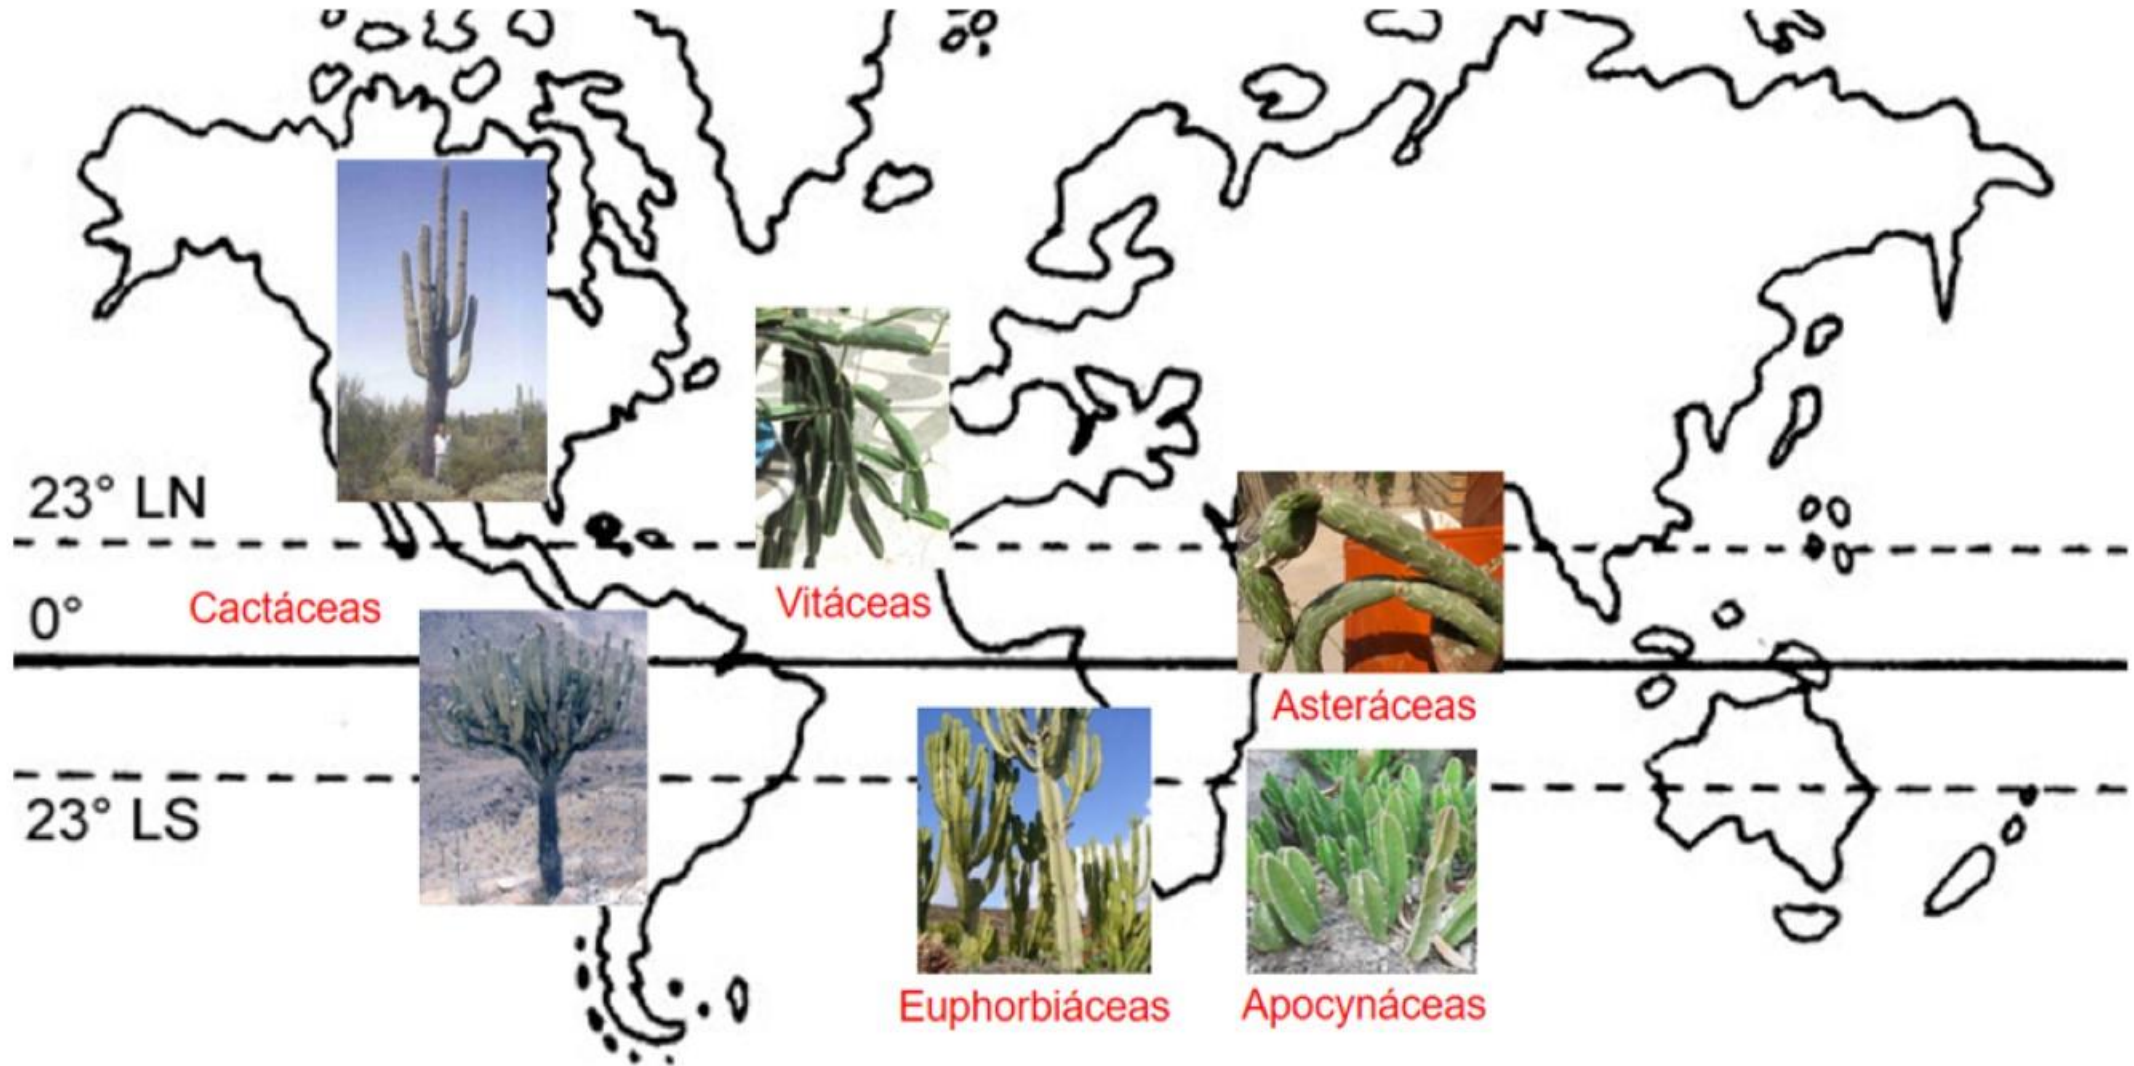 23° LN
0°
Cactáceas
Vitáceas
Asteráceas
23° LS
Euphorbiáceas
Apocynáceas